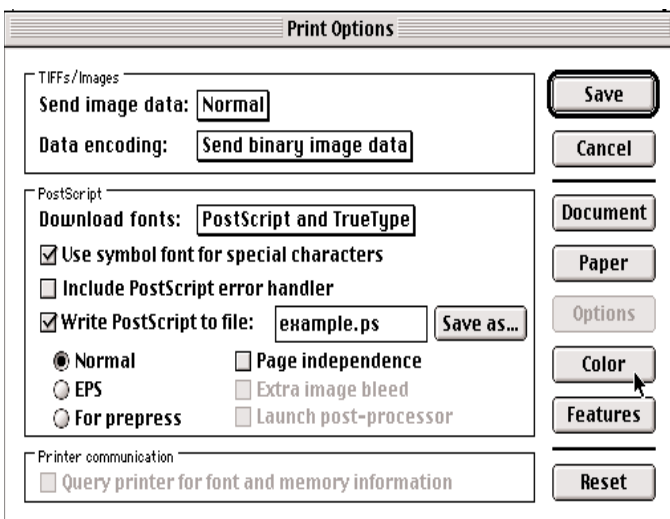 Print Options
TIFFs/Images
Send image data: Normal
Data encoding: Send binary image data
PostScript
Download fonts: PostScript and TrueType
Use symbol font for special characters
Include PostScript error handler
Write PostScript to file: example.ps Save as...
Normal Page independence
EPS Extra image bleed
For prepress Launch post-processor
Printer communication
Query printer for font and memory information
Save
Cancel
Document
Paper
Options
Color
Features
Reset